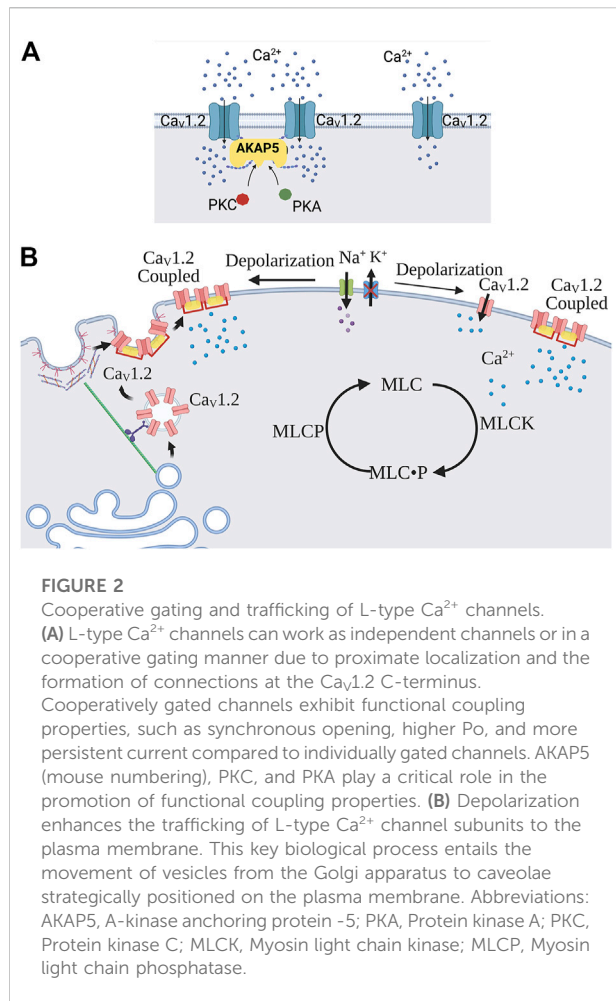 A
Ca²⁺ Ca²⁺
Caᵥ1.2 Caᵥ1.2 Caᵥ1.2
AKAP5
PKC PKA
B
Caᵥ1.2
Coupled
Depolarization
Na⁺ K⁺
Depolarization
Caᵥ1.2
Caᵥ1.2
Coupled
Caᵥ1.2
Caᵥ1.2
Ca²⁺
MLC
MLCP
MLCK
MLC•P
FIGURE 2
Cooperative gating and trafficking of L-type Ca²⁺ channels.
(A) L-type Ca²⁺ channels can work as independent channels or in a
cooperative gating manner due to proximate localization and the
formation of connections at the Caᵥ1.2 C-terminus.
Cooperatively gated channels exhibit functional coupling
properties, such as synchronous opening, higher Po, and more
persistent current compared to individually gated channels. AKAP5
(mouse numbering), PKC, and PKA play a critical role in the
promotion of functional coupling properties. (B) Depolarization
enhances the trafficking of L-type Ca²⁺ channel subunits to the
plasma membrane. This key biological process entails the
movement of vesicles from the Golgi apparatus to caveolae
strategically positioned on the plasma membrane. Abbreviations:
AKAP5, A-kinase anchoring protein -5; PKA, Protein kinase A; PKC,
Protein kinase C; MLCK, Myosin light chain kinase; MLCP, Myosin
light chain phosphatase.